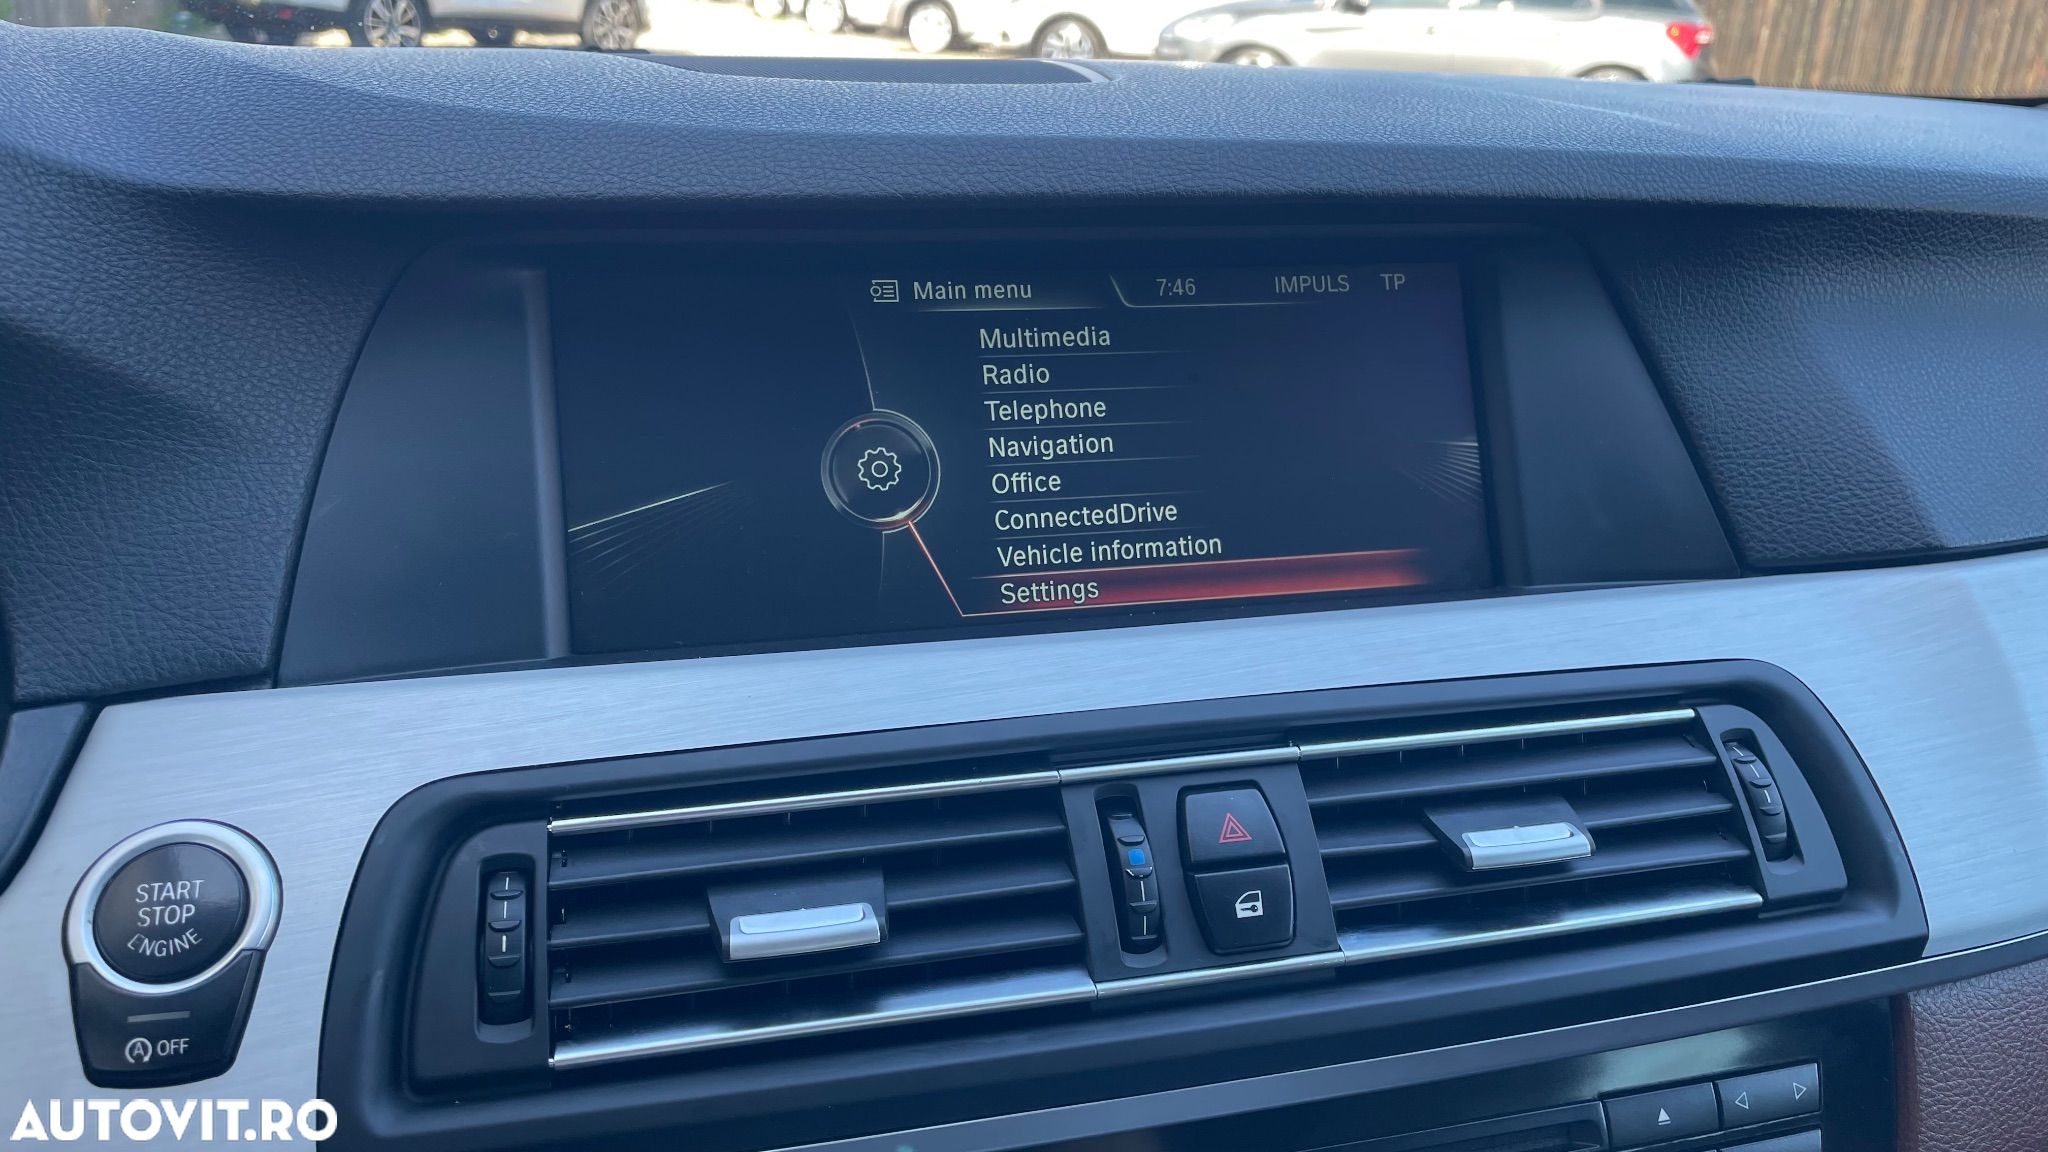 Main menu 7:46 IMPULS TP
Multimedia
Radio
Telephone
Navigation
Office
ConnectedDrive
Vehicle information
Settings
START
STOP
ENGINE
A OFF
AUTOVIT.RO